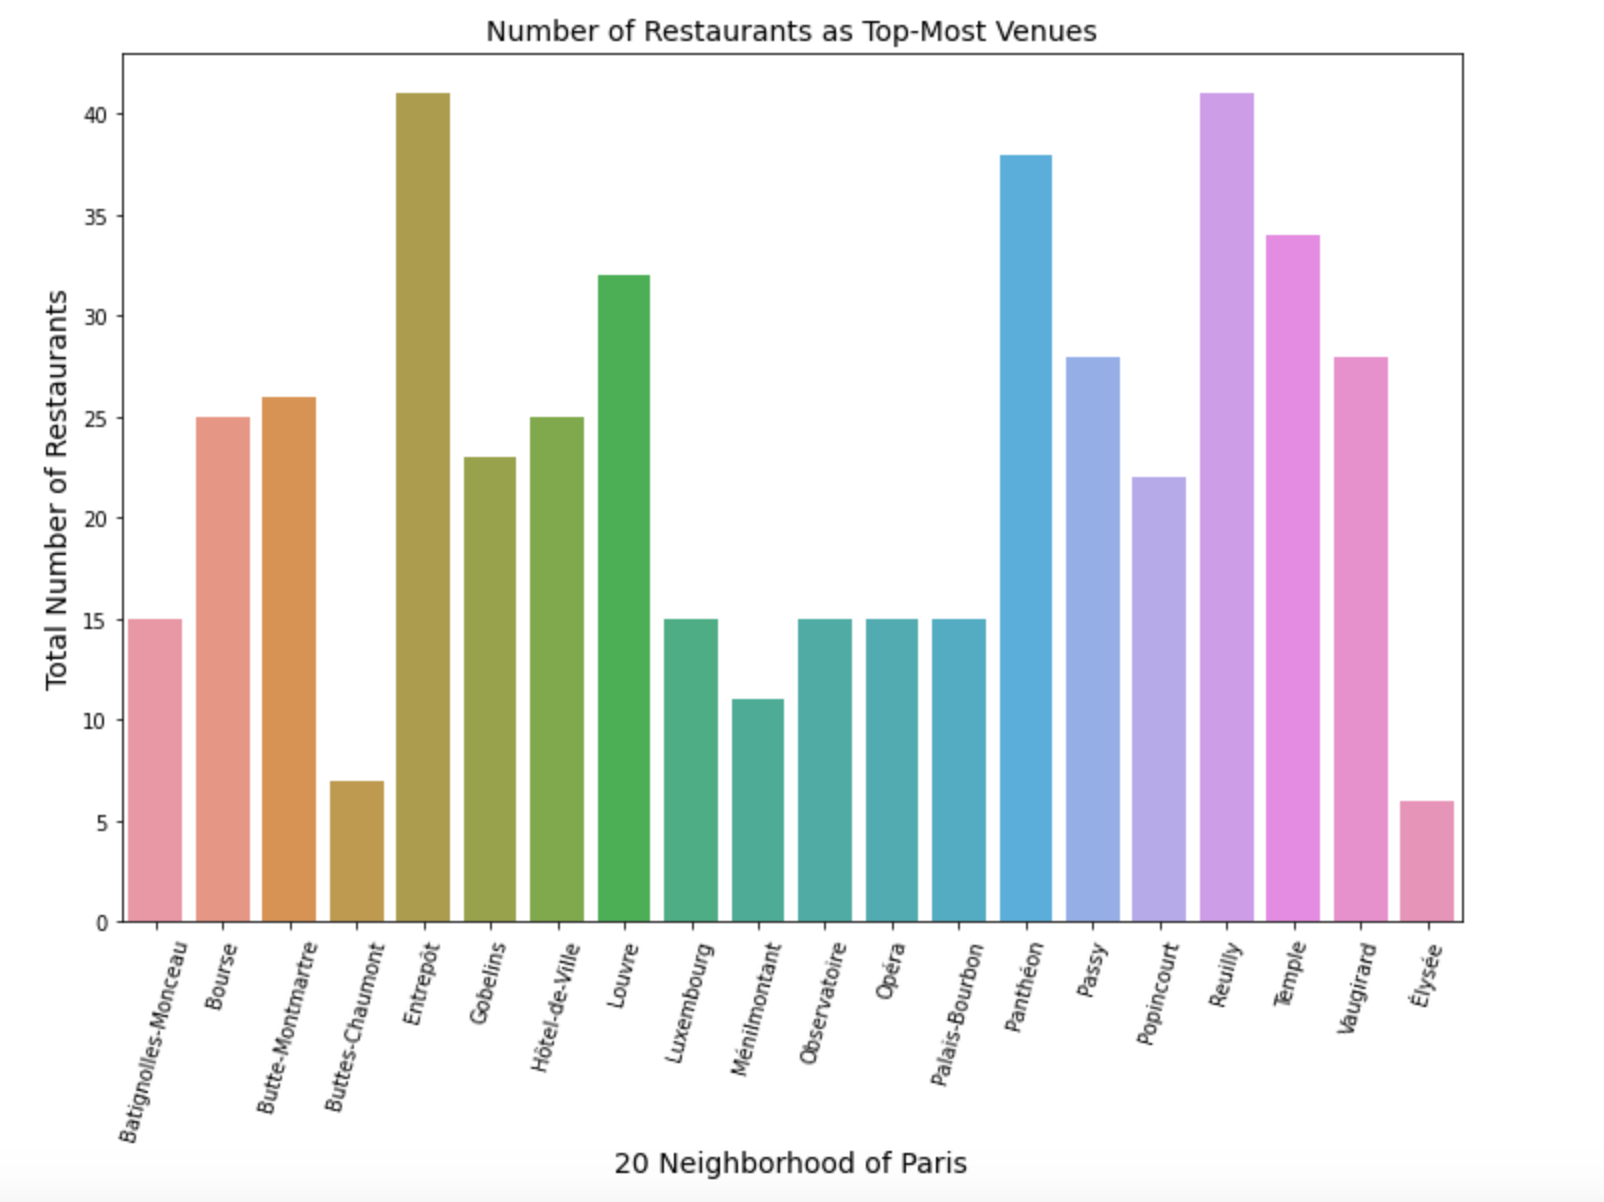 Number of Restaurants as Top-Most Venues
Total Number of Restaurants
40
35
30
25
20
15
10
5
0
Batignolles-Monceau
Bourse
Butte-Montmartre
Buttes-Chaumont
Entrepôt
Gobelins
Hôtel-de-Ville
Louvre
Luxembourg
Ménilmontant
Observatoire
Opéra
Palais-Bourbon
Panthéon
Passy
Popincourt
Reuilly
Temple
Vaugirard
Élysée
20 Neighborhood of Paris